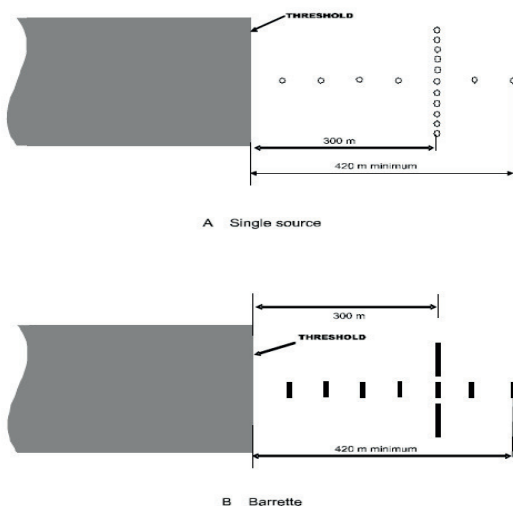 THRESHOLD
300 m
420 m minimum
A Single source
300 m
THRESHOLD
420 m minimum
B Barrette